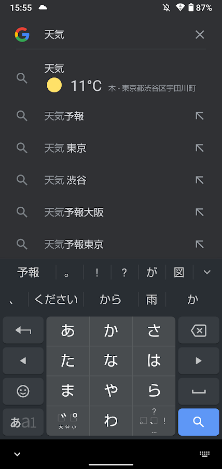 15:55 87%
天気
天気
11°C 木 - 東京都渋谷区宇田川町
天気予報
天気 東京
天気 渋谷
天気予報大阪
天気予報東京
予報 。 ! ? が 図
、 ください から 雨 か
あ か さ
た な は
ま や ら
あa1 わ